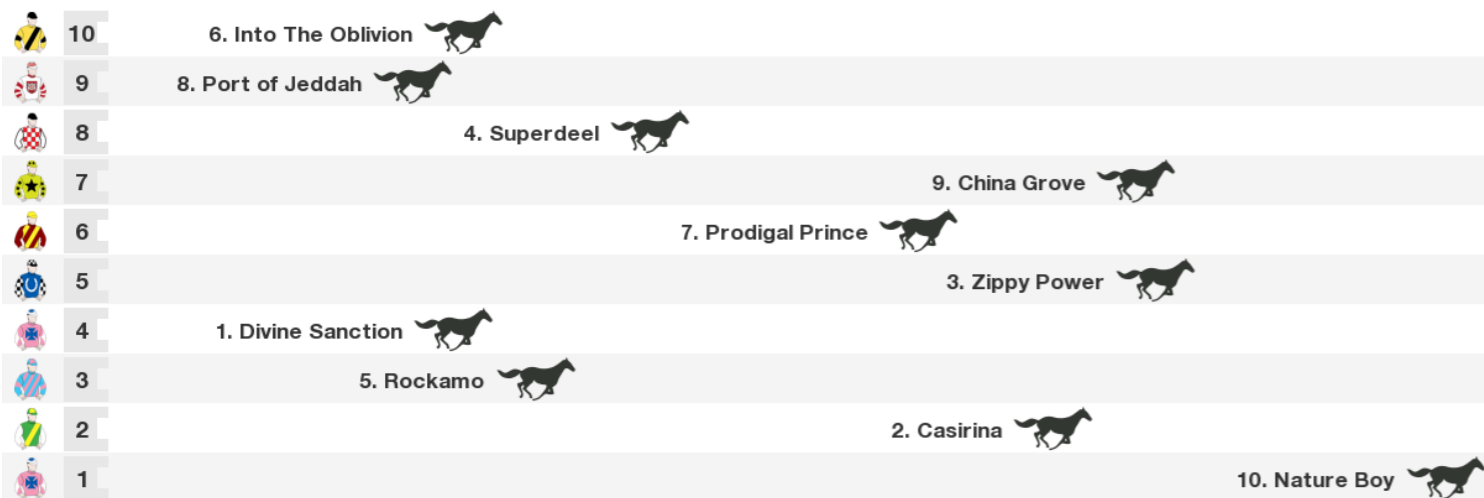 10 6. Into The Oblivion
9 8. Port of Jeddah
8 4. Superdeel
7 9. China Grove
6 7. Prodigal Prince
5 3. Zippy Power
4 1. Divine Sanction
3 5. Rockamo
2 2. Casirina
1 10. Nature Boy